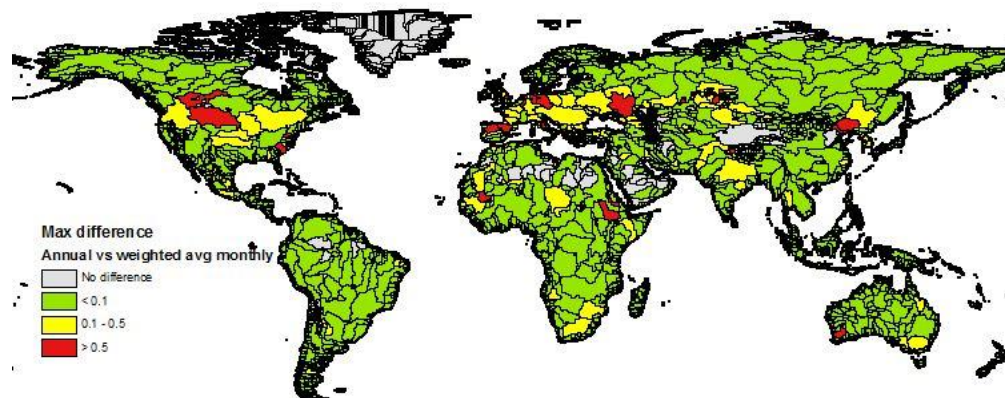 Max difference
Annual vs weighted avg monthly
No difference
< 0.1
0.1 - 0.5
> 0.5